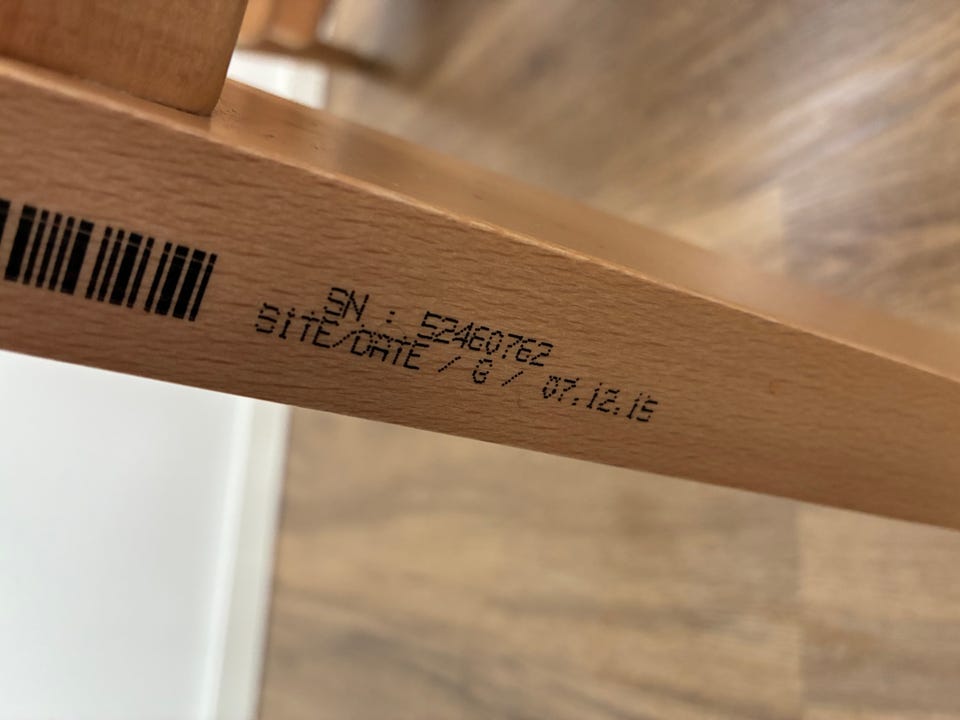 SN : 52460762
SITE/DATE / G / 07.12.15